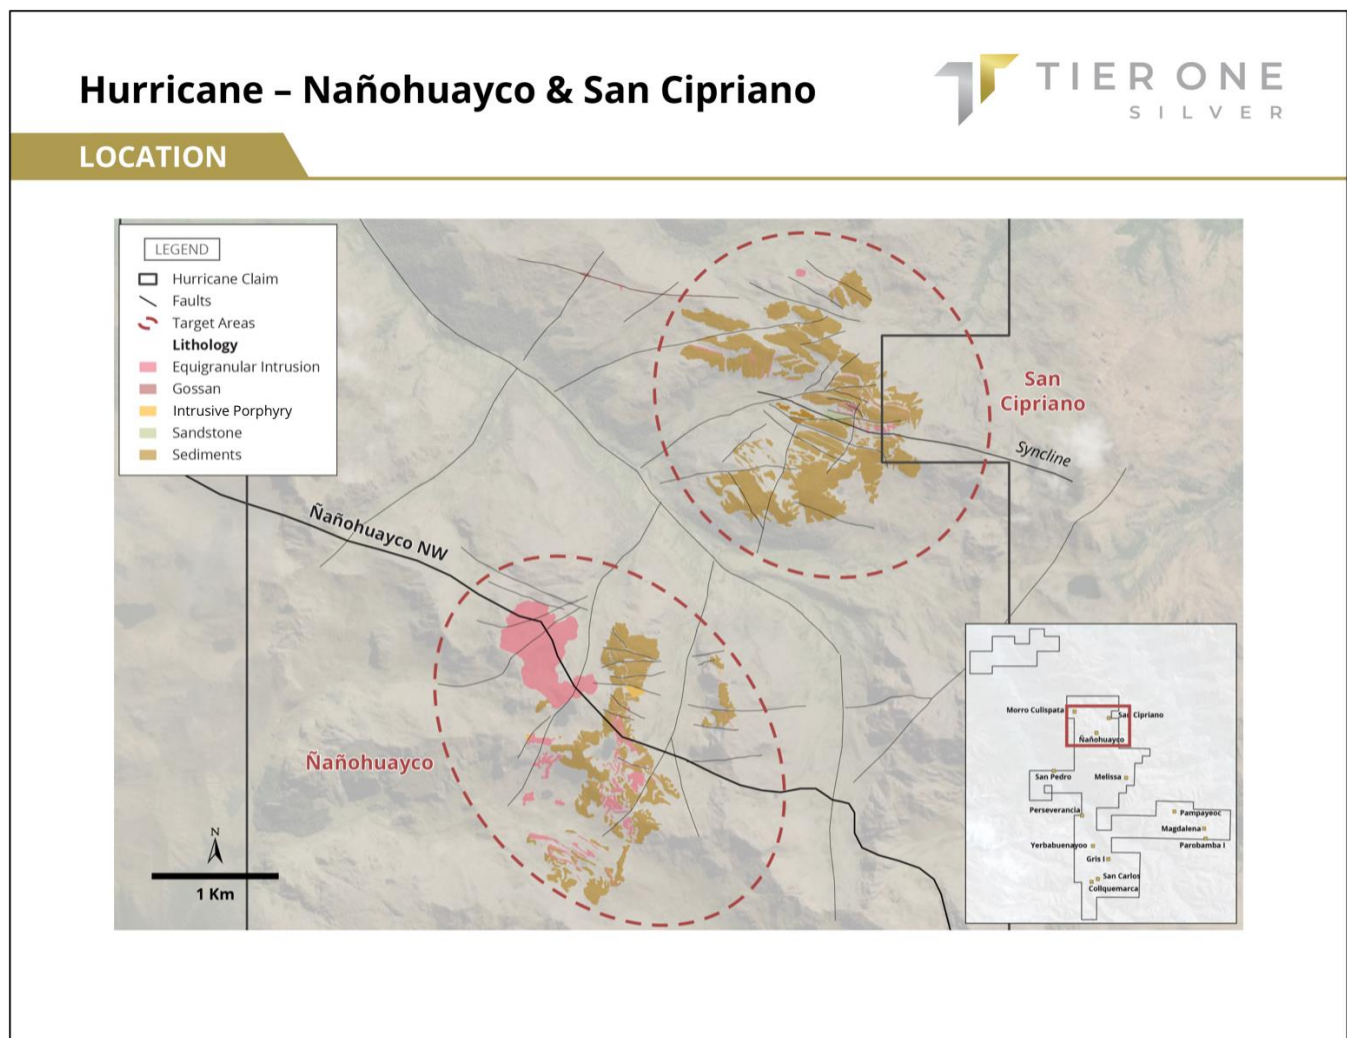 Hurricane – Nañohuayco & San Cipriano
TIER ONE
SILVER
LOCATION
LEGEND
Hurricane Claim
Faults
Target Areas
Lithology
Equigranular Intrusion
Gossan
Intrusive Porphyry
Sandstone
Sediments
San
Cipriano
Syncline
Ñañohuayco NW
Ñañohuayco
N
1 Km
Morro Culispata
San Cipriano
Ñañohuayco
San Pedro
Melissa
Perseverancia
Pampayeoc
Magdalena
Parobamba I
Yerbabuenayoo
Gris I
San Carlos
Collquemarca